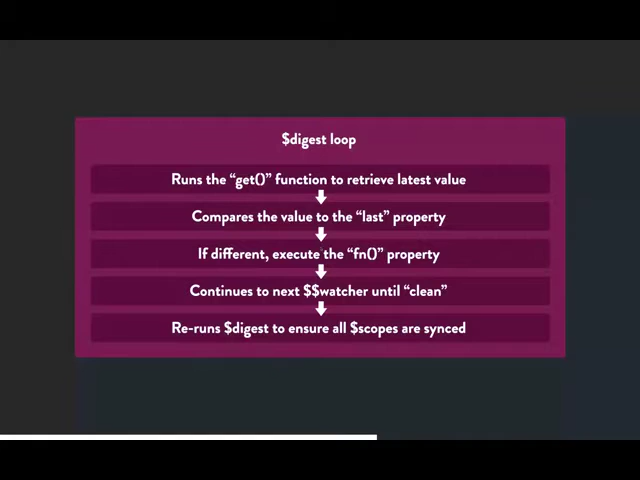 $digest loop
Runs the “get()” function to retrieve latest value
Compares the value to the “last” property
If different, execute the “fn()” property
Continues to next $$watcher until “clean”
Re-runs $digest to ensure all $scopes are synced